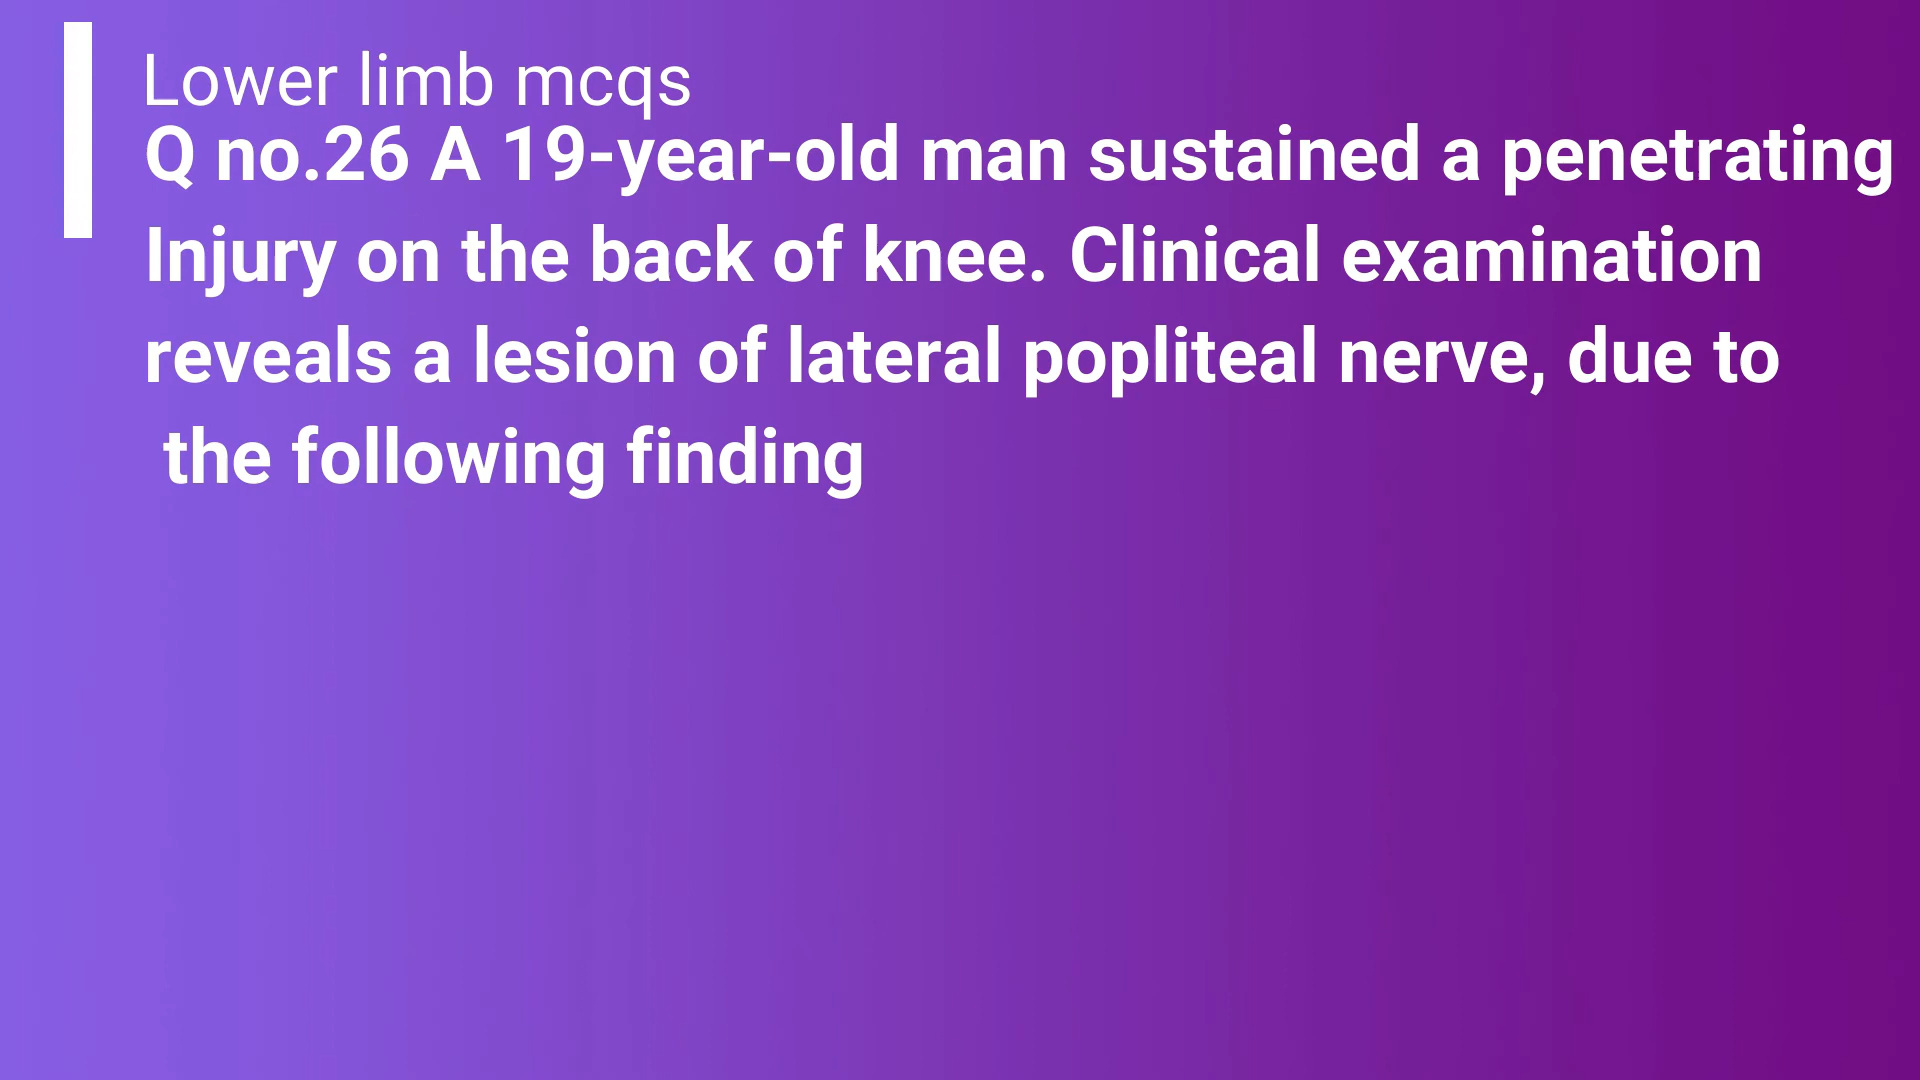 Lower limb mcqs
Q no.26 A 19-year-old man sustained a penetrating
Injury on the back of knee. Clinical examination
reveals a lesion of lateral popliteal nerve, due to
the following finding